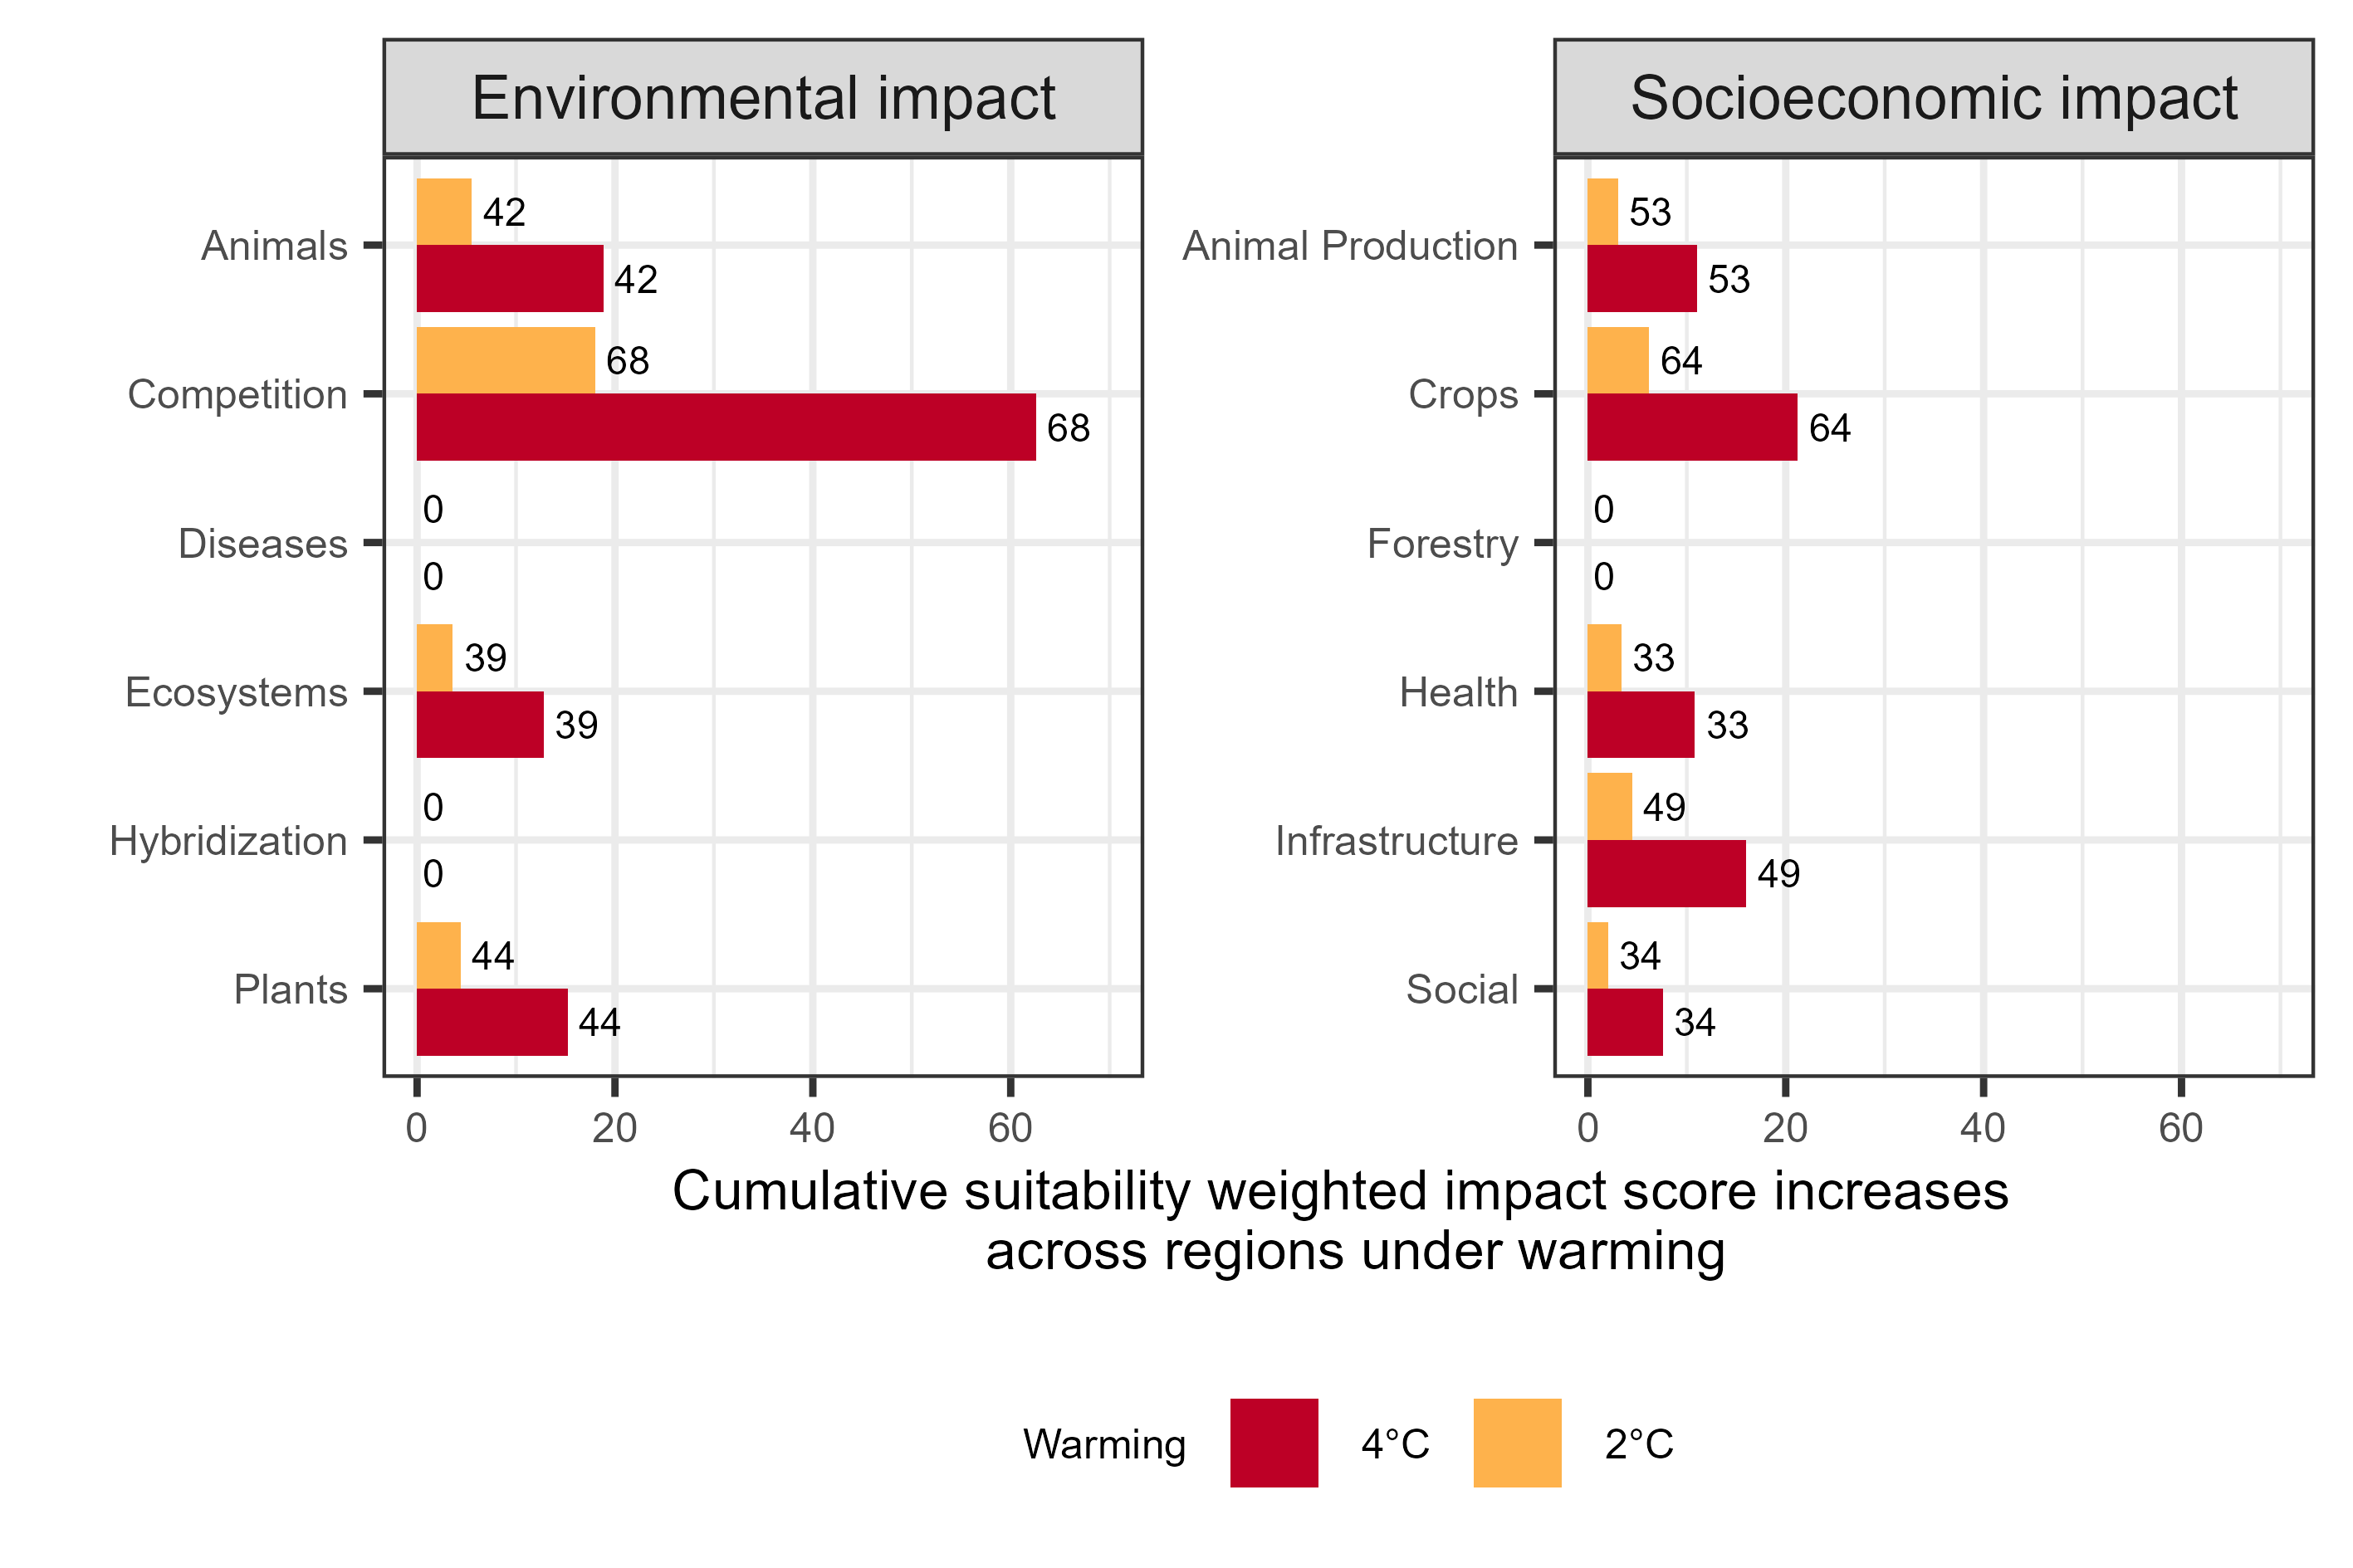 Environmental impact
Animals
42
42
Competition
68
68
Diseases
0
0
Ecosystems
39
39
Hybridization
0
0
Plants
44
44
0 20 40 60
Socioeconomic impact
Animal Production
53
53
Crops
64
64
Forestry
0
0
Health
33
33
Infrastructure
49
49
Social
34
34
0 20 40 60
Cumulative suitability weighted impact score increases
across regions under warming
Warming 4°C 2°C